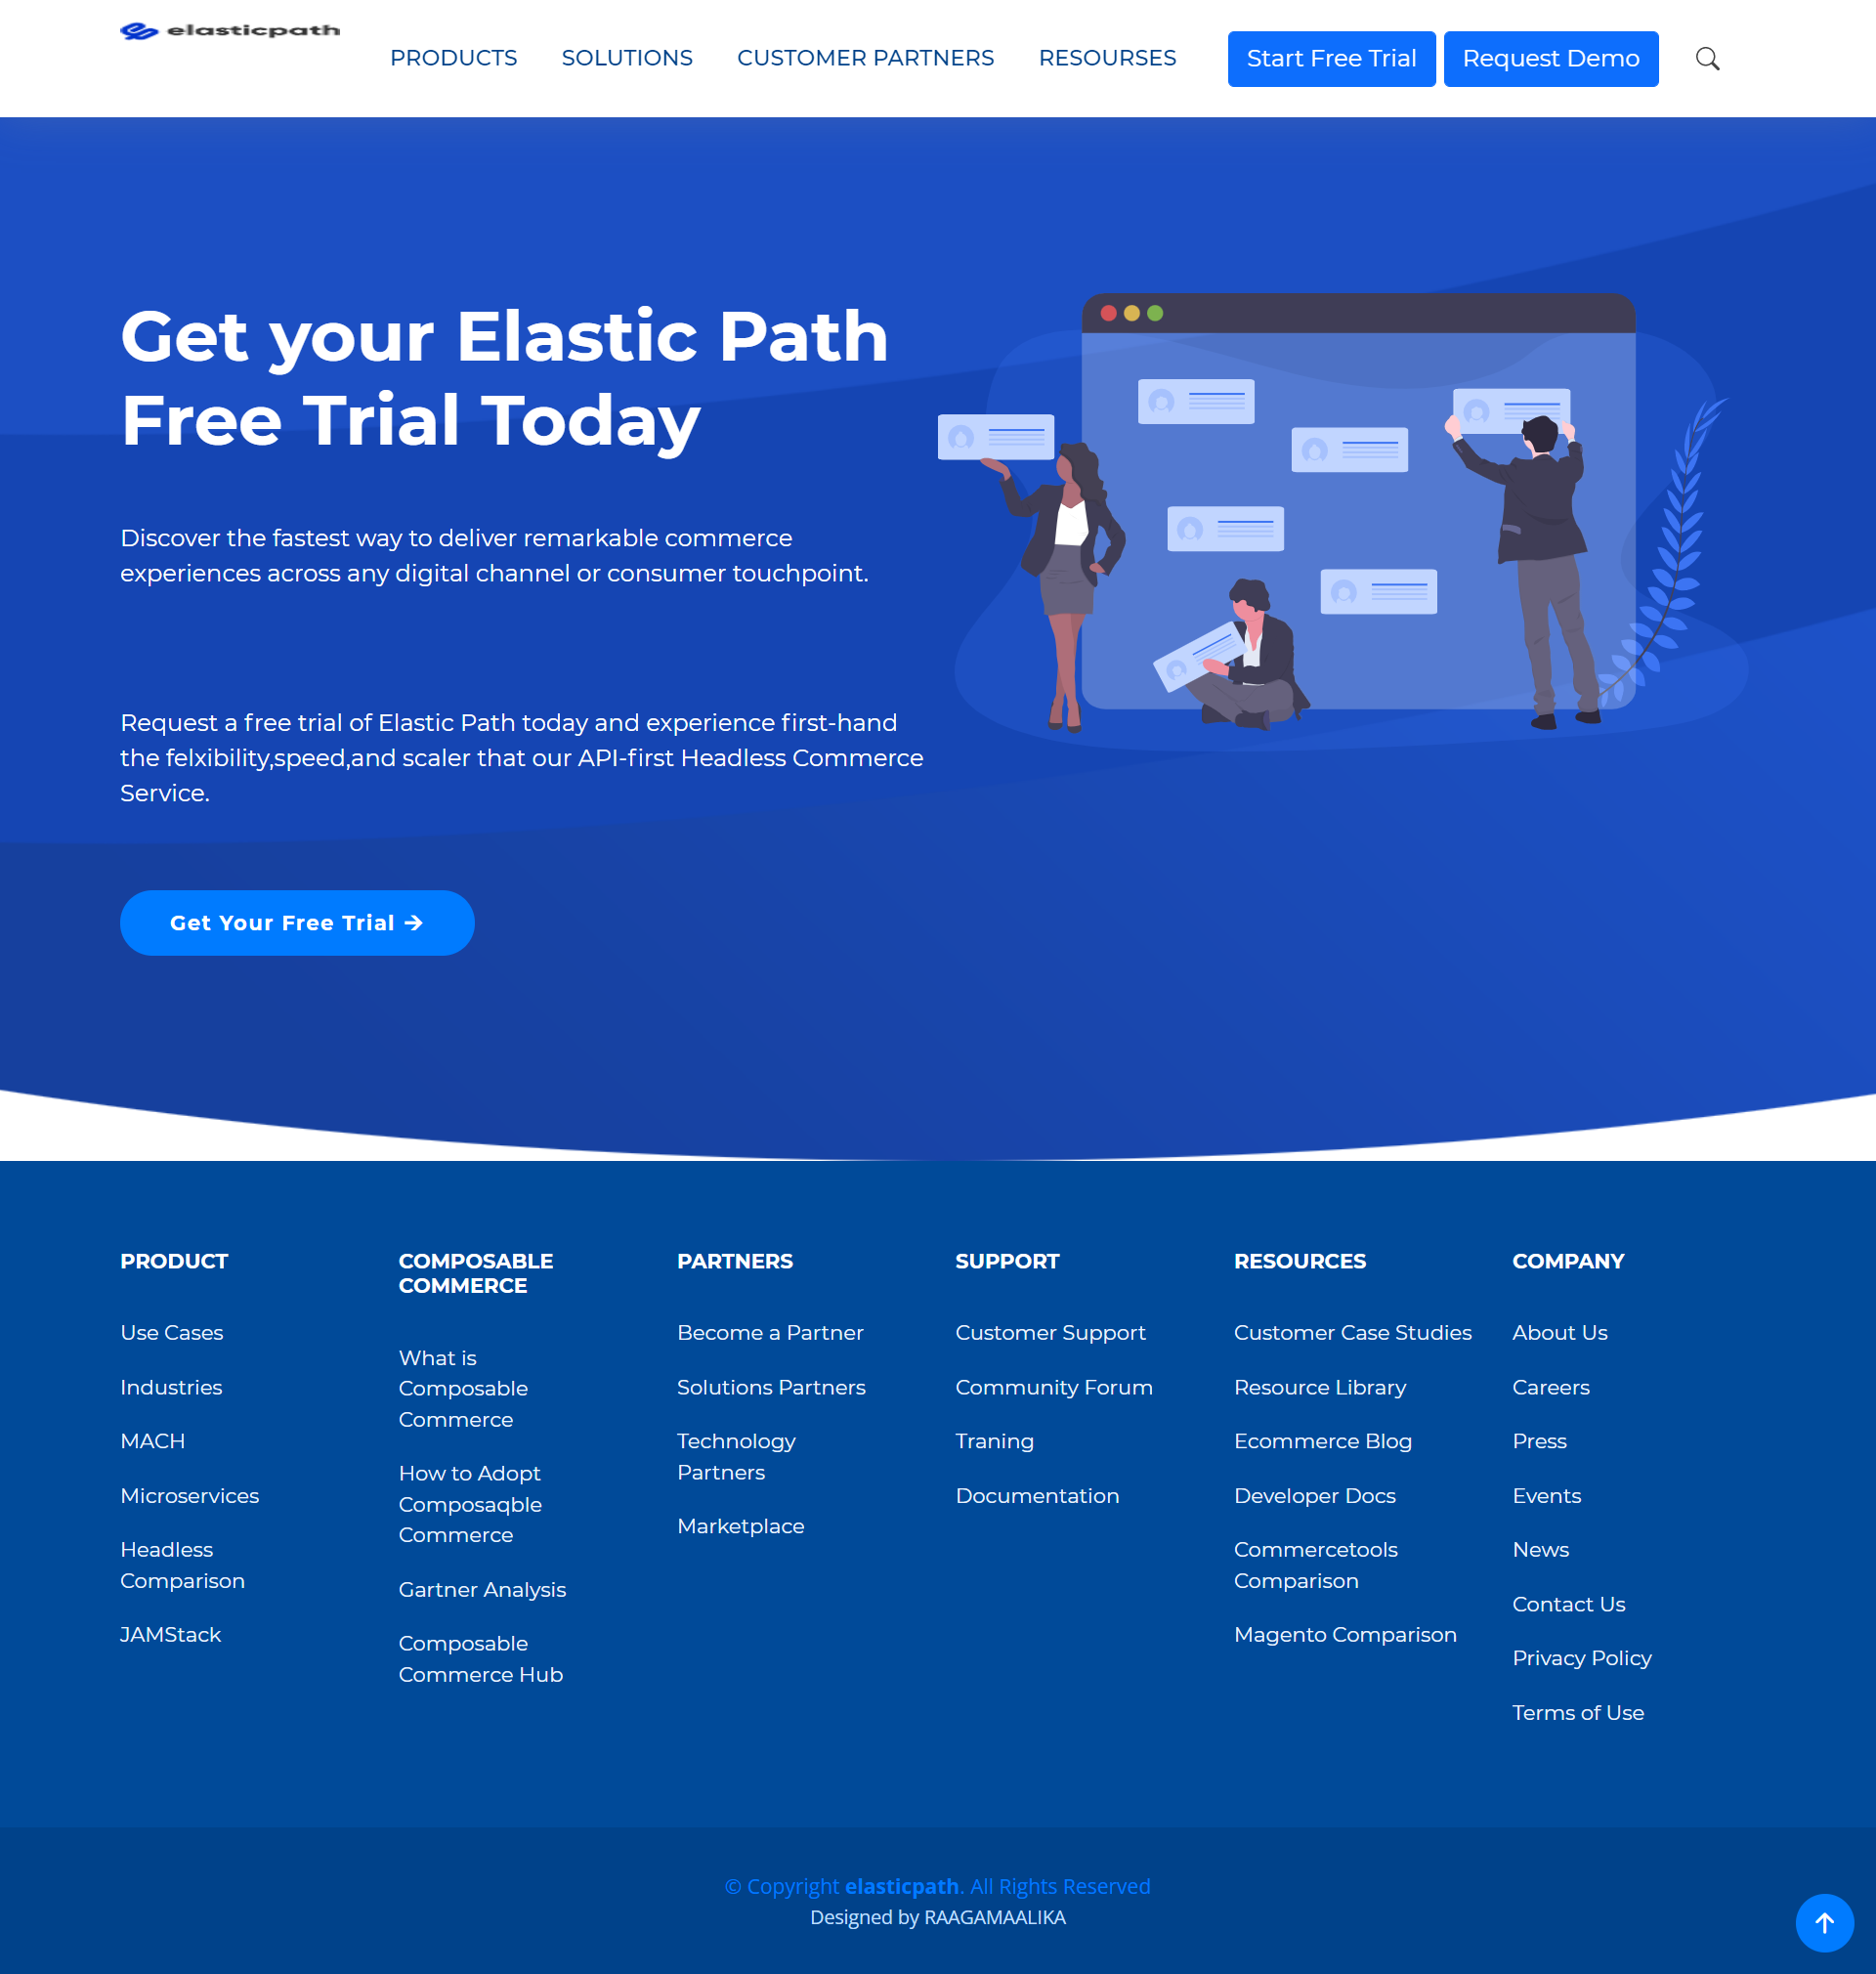 elasticpath
PRODUCTS
SOLUTIONS
CUSTOMER PARTNERS
RESOURSES
Start Free Trial
Request Demo
Get your Elastic Path
Free Trial Today
Discover the fastest way to deliver remarkable commerce
experiences across any digital channel or consumer touchpoint.
Request a free trial of Elastic Path today and experience first-hand
the felxibility,speed,and scaler that our API-first Headless Commerce
Service.
Get Your Free Trial →
PRODUCT
Use Cases
Industries
MACH
Microservices
Headless
Comparison
JAMStack
COMPOSABLE
COMMERCE
What is
Composable
Commerce
How to Adopt
Composaqble
Commerce
Gartner Analysis
Composable
Commerce Hub
PARTNERS
Become a Partner
Solutions Partners
Technology
Partners
Marketplace
SUPPORT
Customer Support
Community Forum
Traning
Documentation
RESOURCES
Customer Case Studies
Resource Library
Ecommerce Blog
Developer Docs
Commercetools
Comparison
Magento Comparison
COMPANY
About Us
Careers
Press
Events
News
Contact Us
Privacy Policy
Terms of Use
© Copyright elasticpath. All Rights Reserved
Designed by RAAGAMAALIKA